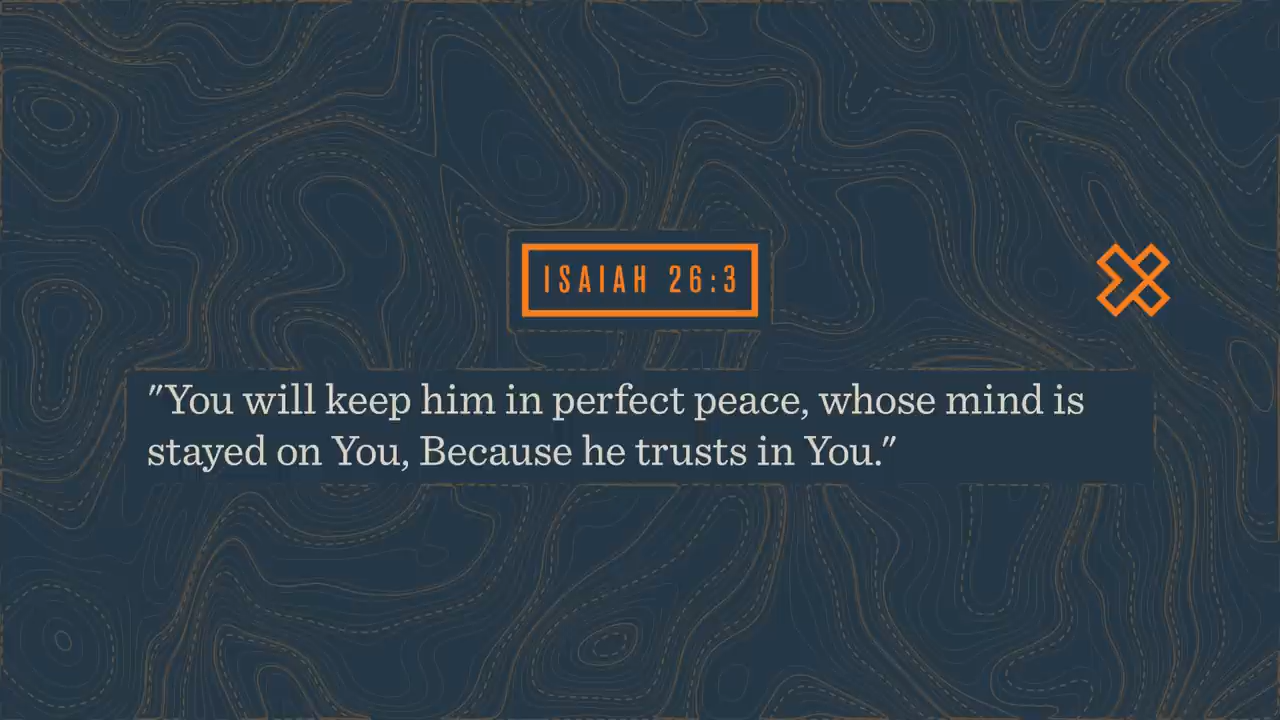 ISAIAH 26:3
"You will keep him in perfect peace, whose mind is
stayed on You, Because he trusts in You."